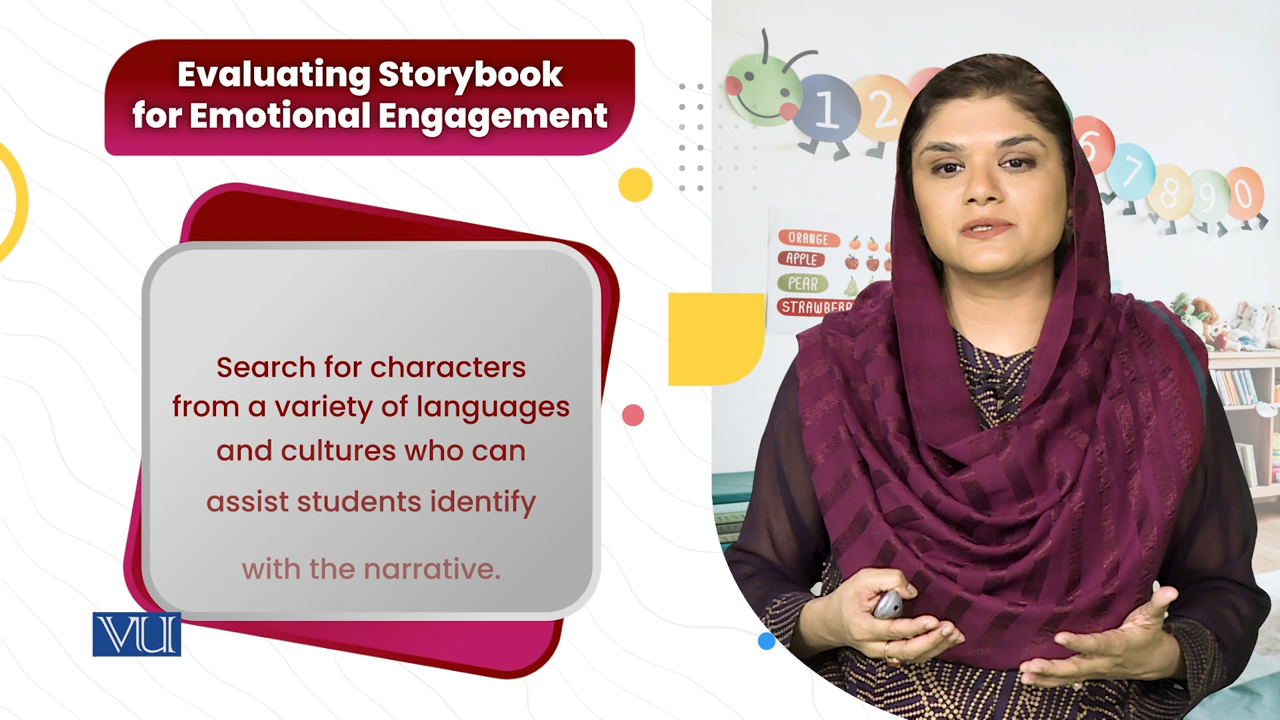 Evaluating Storybook
for Emotional Engagement
Search for characters
from a variety of languages
and cultures who can
assist students identify
with the narrative.
VU
1 2
6 7 8 9 0
ORANGE
APPLE
PEAR